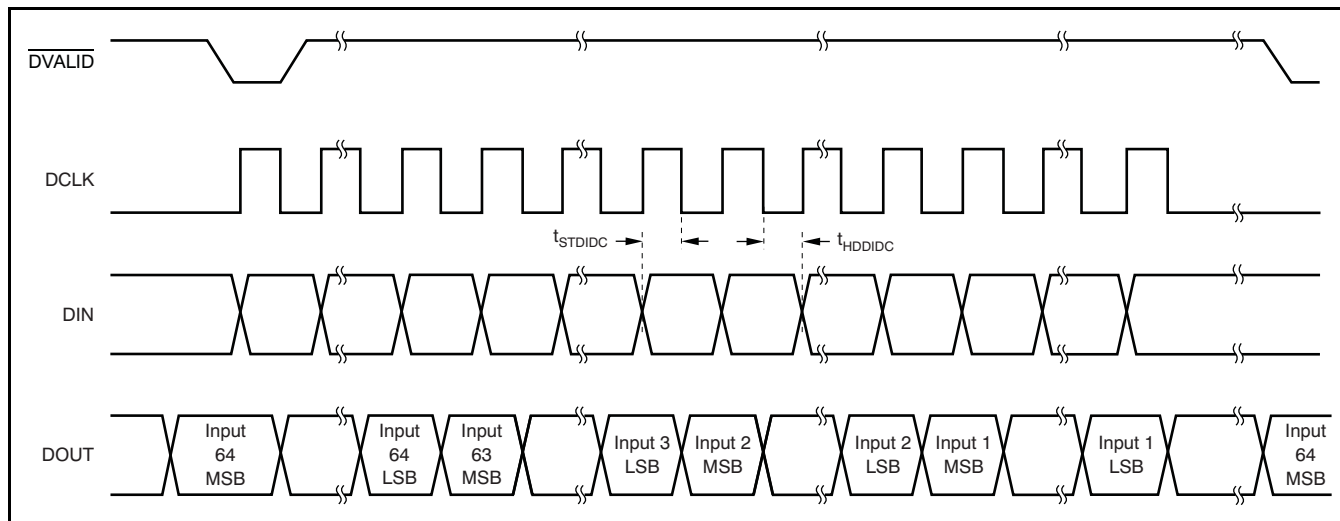 DVALID
DCLK
tSTDIDC
tHDDIDC
DIN
DOUT
Input
64
MSB
Input
64
LSB
Input
63
MSB
Input 3
LSB
Input 2
MSB
Input 2
LSB
Input 1
MSB
Input 1
LSB
Input
64
MSB